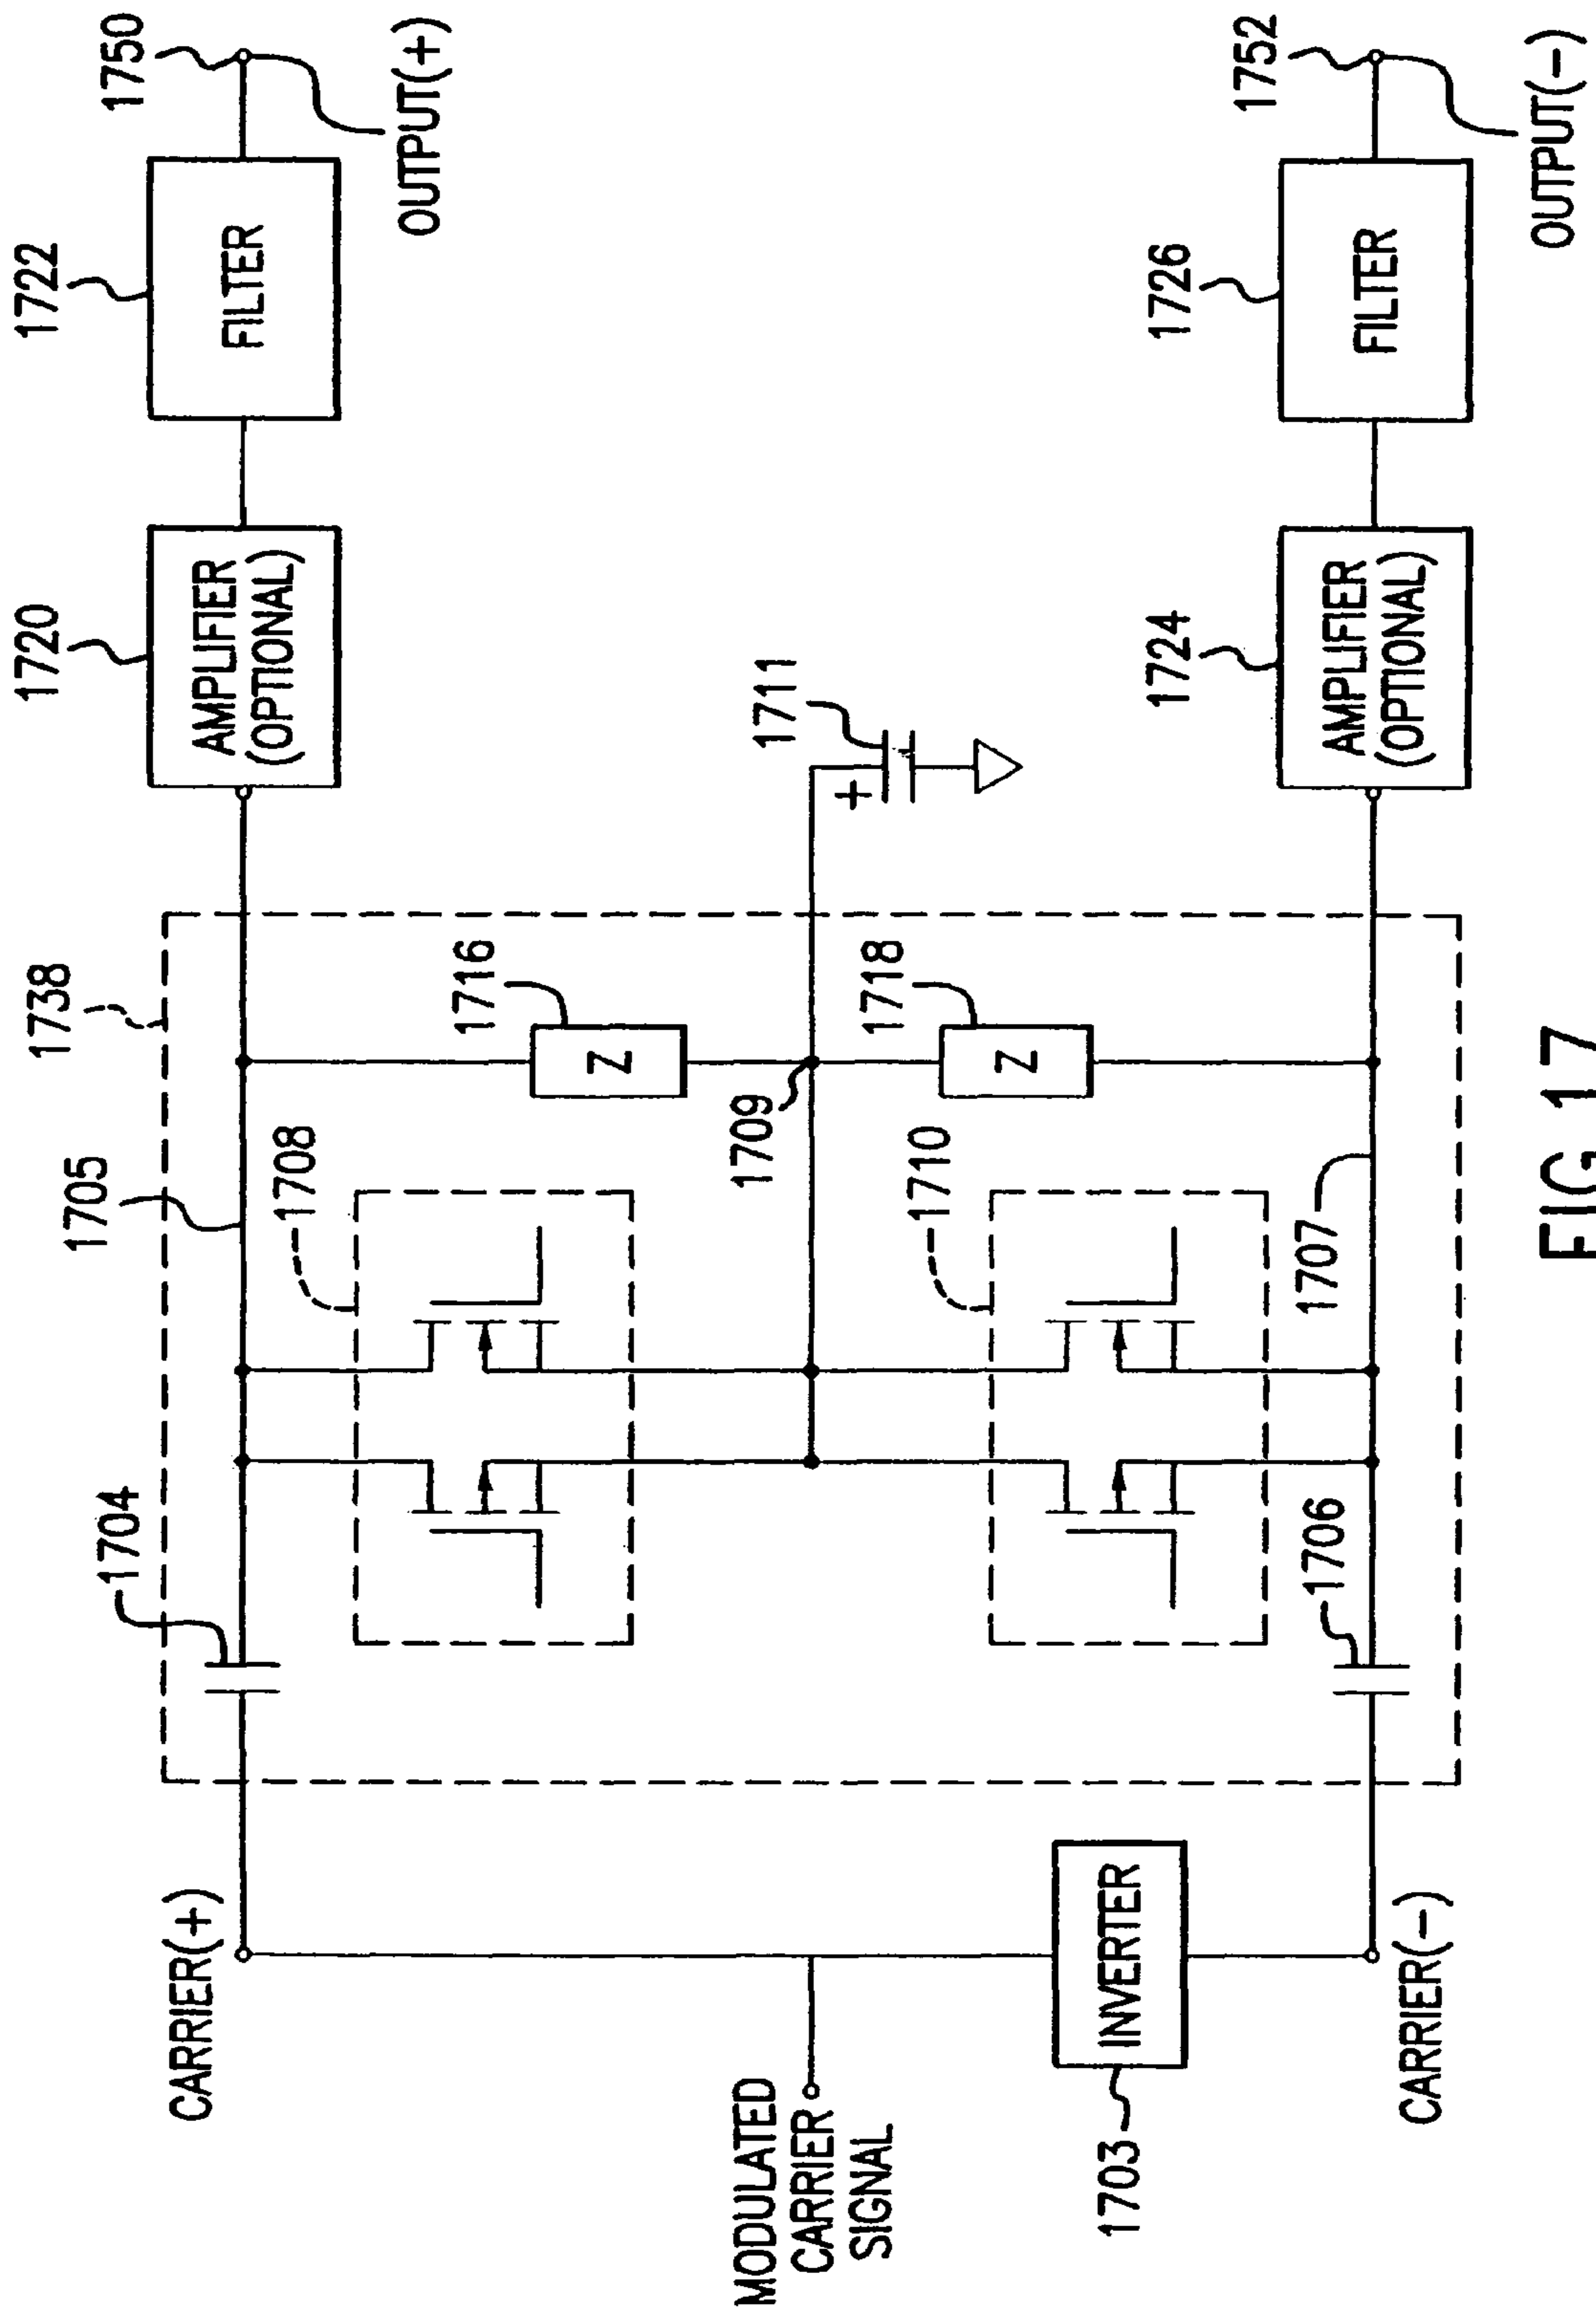 CARRIER(+)
1704
1705
1738
1720
AMPLIFIER
(OPTIONAL)
1722
FILTER
1750
OUTPUT(+)
1708
1716
Z
MODULATED
CARRIER
SIGNAL
1709
1711
+
1710
1718
Z
1703
INVERTER
CARRIER(−)
1706
1707
1724
AMPLIFIER
(OPTIONAL)
1726
FILTER
1752
OUTPUT(−)
FIG.17